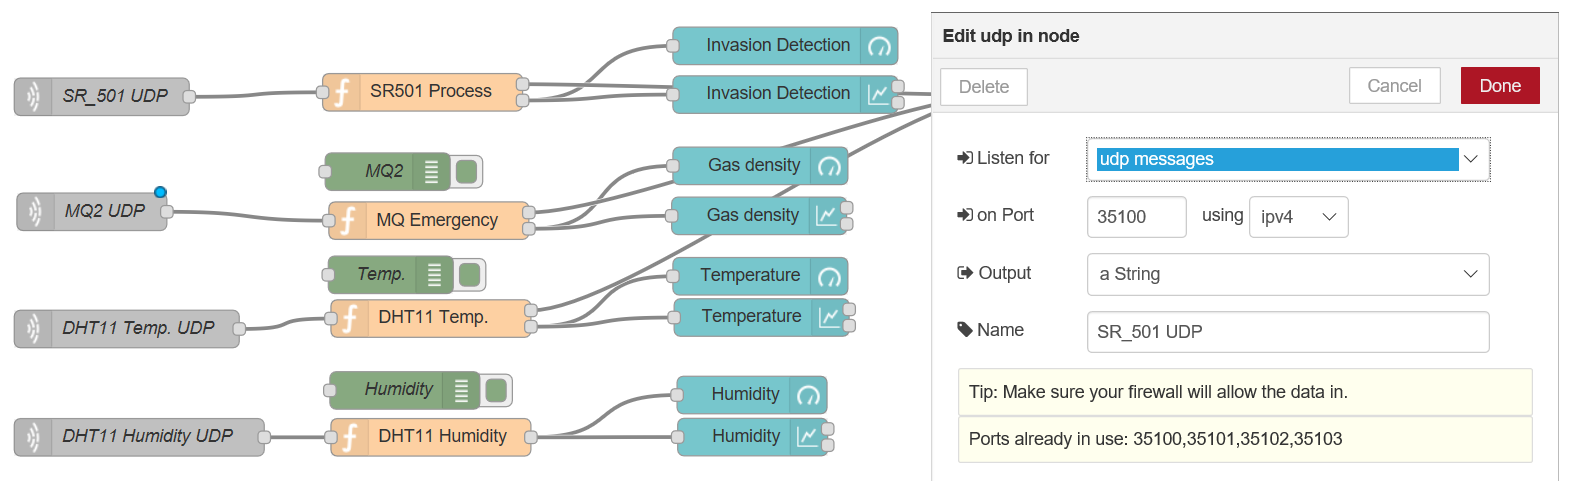 SR_501 UDP
SR501 Process
Invasion Detection
Invasion Detection
MQ2
MQ2 UDP
MQ Emergency
Gas density
Gas density
Temp.
DHT11 Temp. UDP
DHT11 Temp.
Temperature
Temperature
Humidity
DHT11 Humidity UDP
DHT11 Humidity
Humidity
Humidity
Edit udp in node
Delete
Cancel
Done
Listen for
udp messages
on Port
35100
using
ipv4
Output
a String
Name
SR_501 UDP
Tip: Make sure your firewall will allow the data in.
Ports already in use: 35100,35101,35102,35103